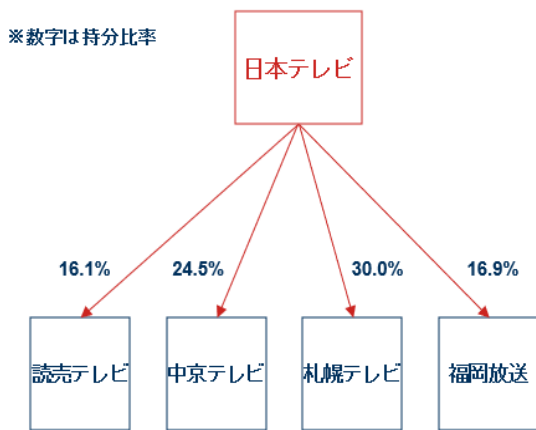 ※数字は持分比率
日本テレビ
16.1%
24.5%
30.0%
16.9%
読売テレビ
中京テレビ
札幌テレビ
福岡放送